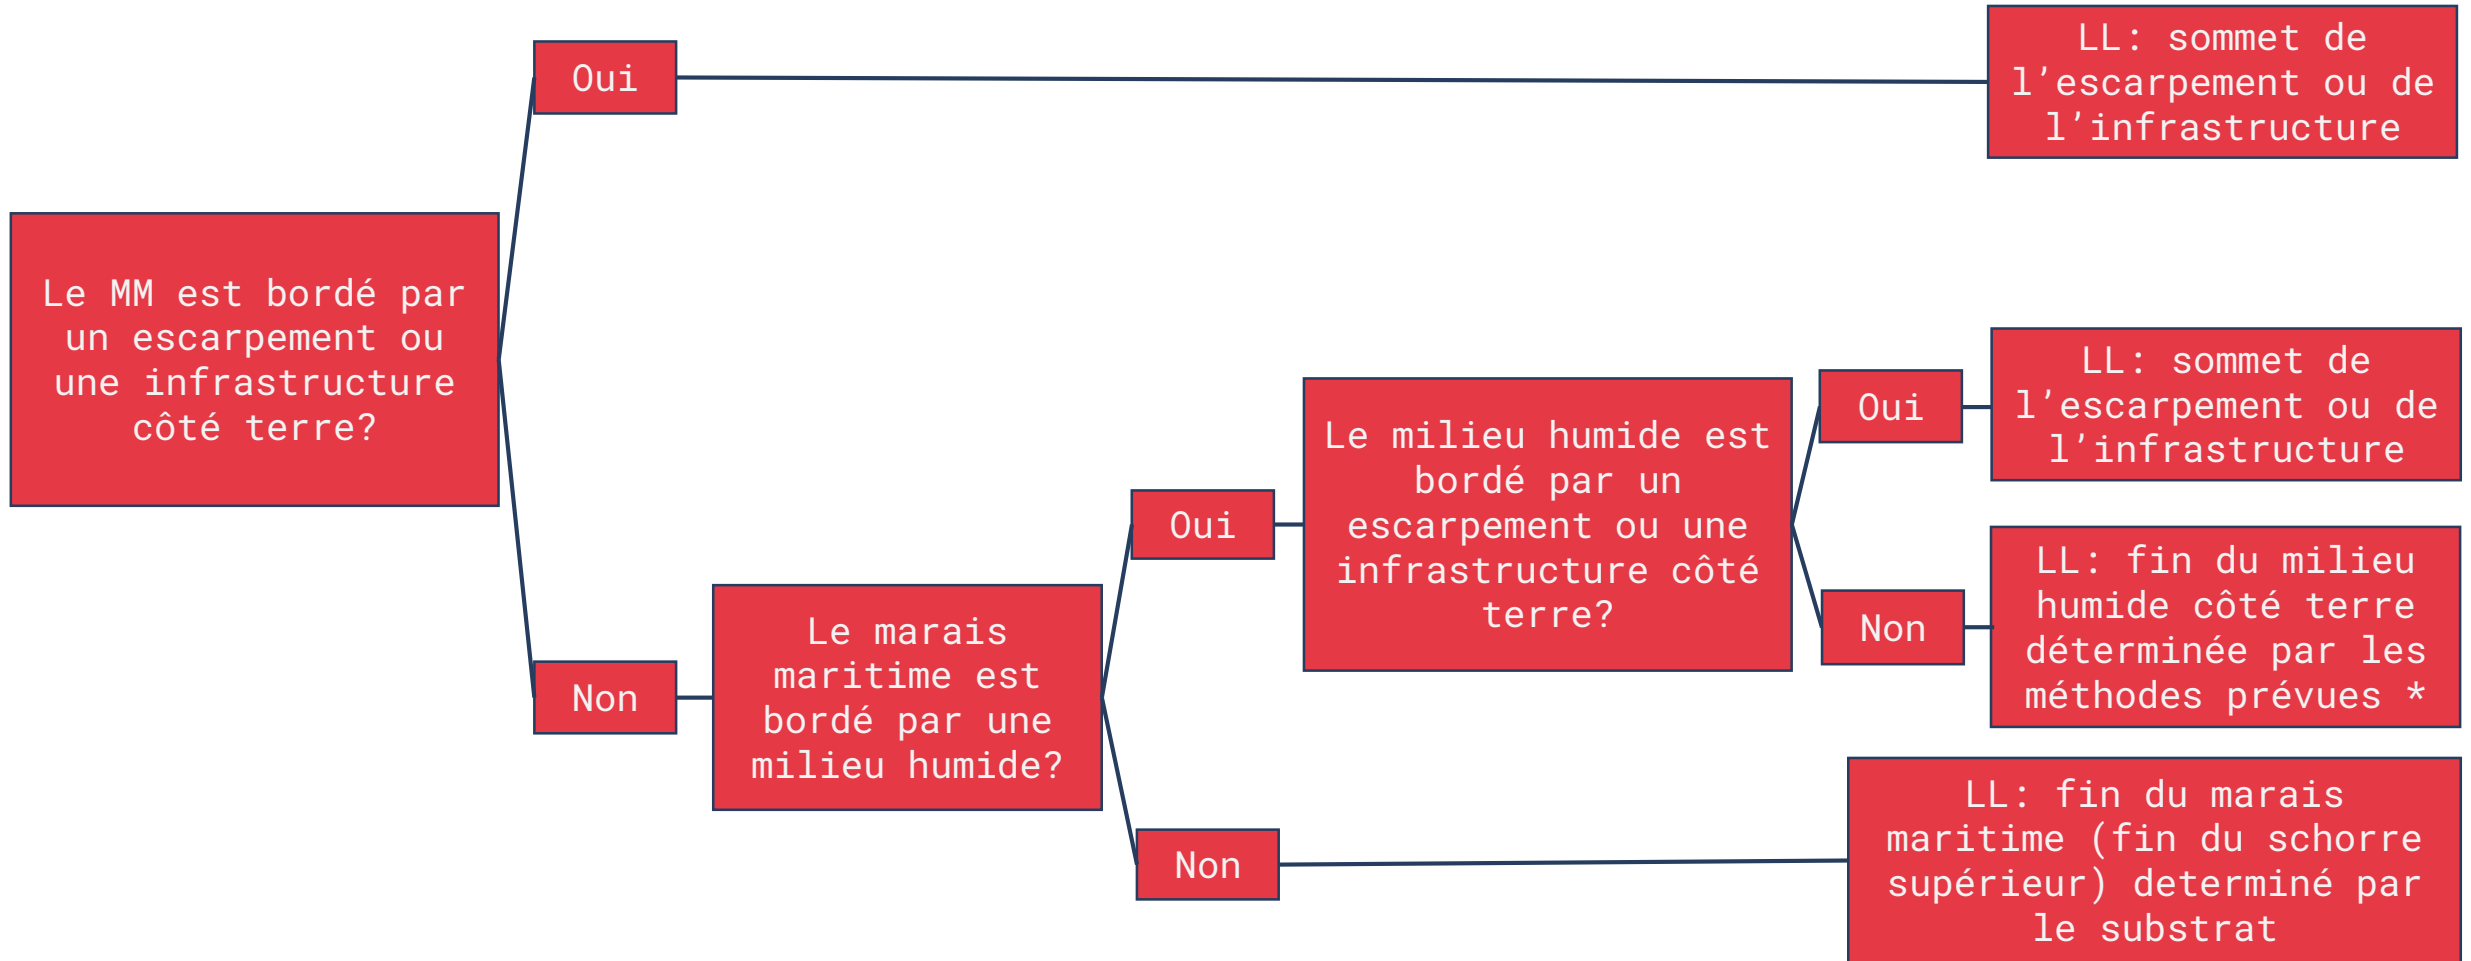 Oui
LL: sommet de
l’escarpement ou de
l’infrastructure
Le MM est bordé par
un escarpement ou
une infrastructure
côté terre?
Non
Le marais
maritime est
bordé par une
milieu humide?
Oui
Le milieu humide est
bordé par un
escarpement ou une
infrastructure côté
terre?
Oui
LL: sommet de
l’escarpement ou de
l’infrastructure
Non
LL: fin du milieu
humide côté terre
déterminée par les
méthodes prévues *
Non
LL: fin du marais
maritime (fin du schorre
supérieur) determiné par
le substrat